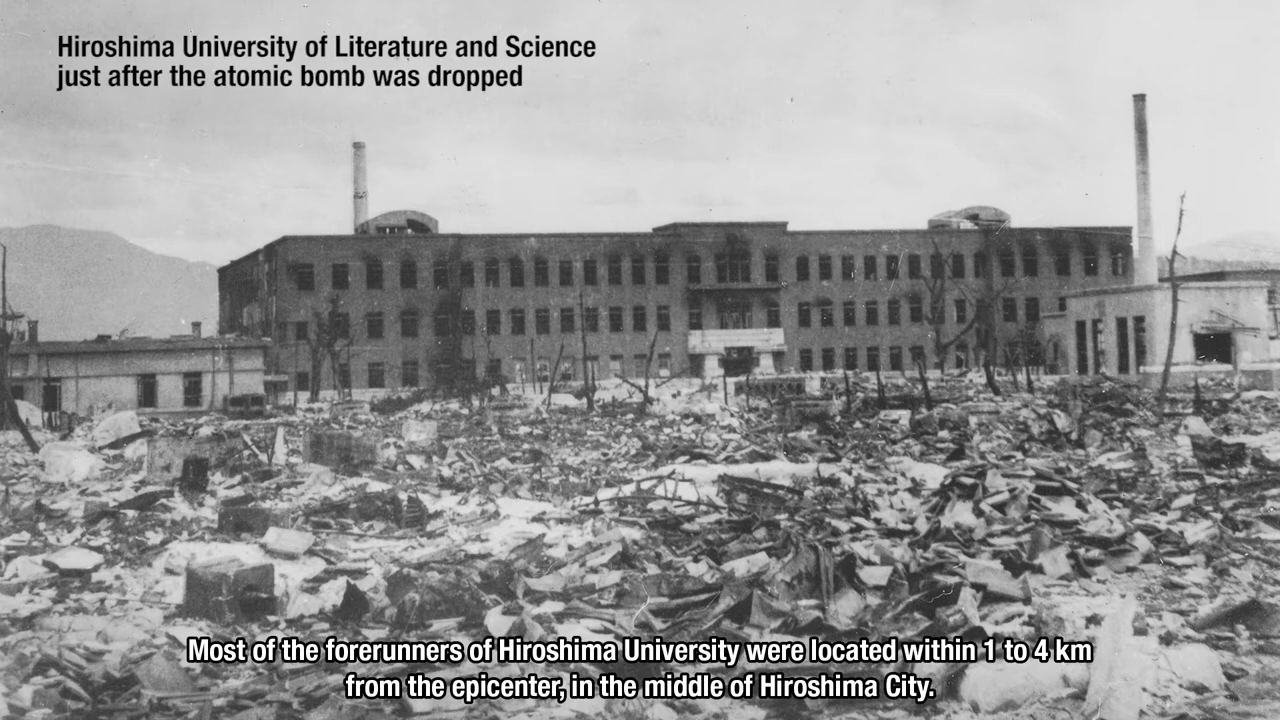 Hiroshima University of Literature and Science
just after the atomic bomb was dropped
Most of the forerunners of Hiroshima University were located within 1 to 4 km
from the epicenter, in the middle of Hiroshima City.